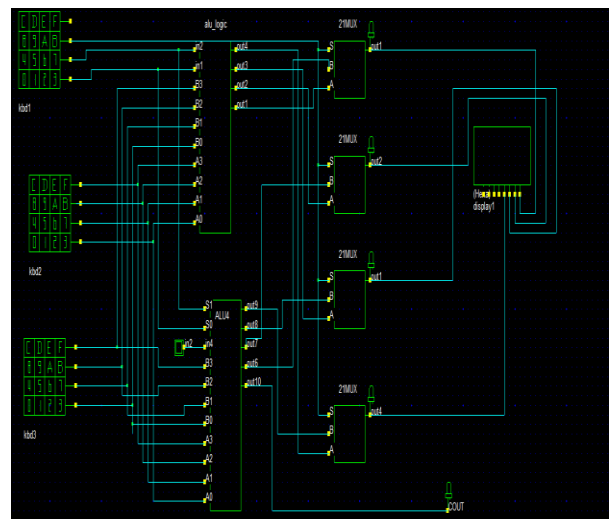 alu_logic
21MUX
C D E F
8 9 A B
4 5 6 7
0 1 2 3
kbd1
in2
in1
B3
B2
B1
B0
A3
A2
A1
A0
out4
out3
out2
out1
S
B
A
out1
21MUX
S
B
A
out2
C D E F
8 9 A B
4 5 6 7
0 1 2 3
kbd2
display1
21MUX
S
B
A
out1
ALU4
S1
S0
in4
B3
B2
B1
B0
A3
A2
A1
A0
out9
out8
out7
out6
out10
in2
C D E F
8 9 A B
4 5 6 7
0 1 2 3
kbd3
21MUX
S
B
A
out4
COUT